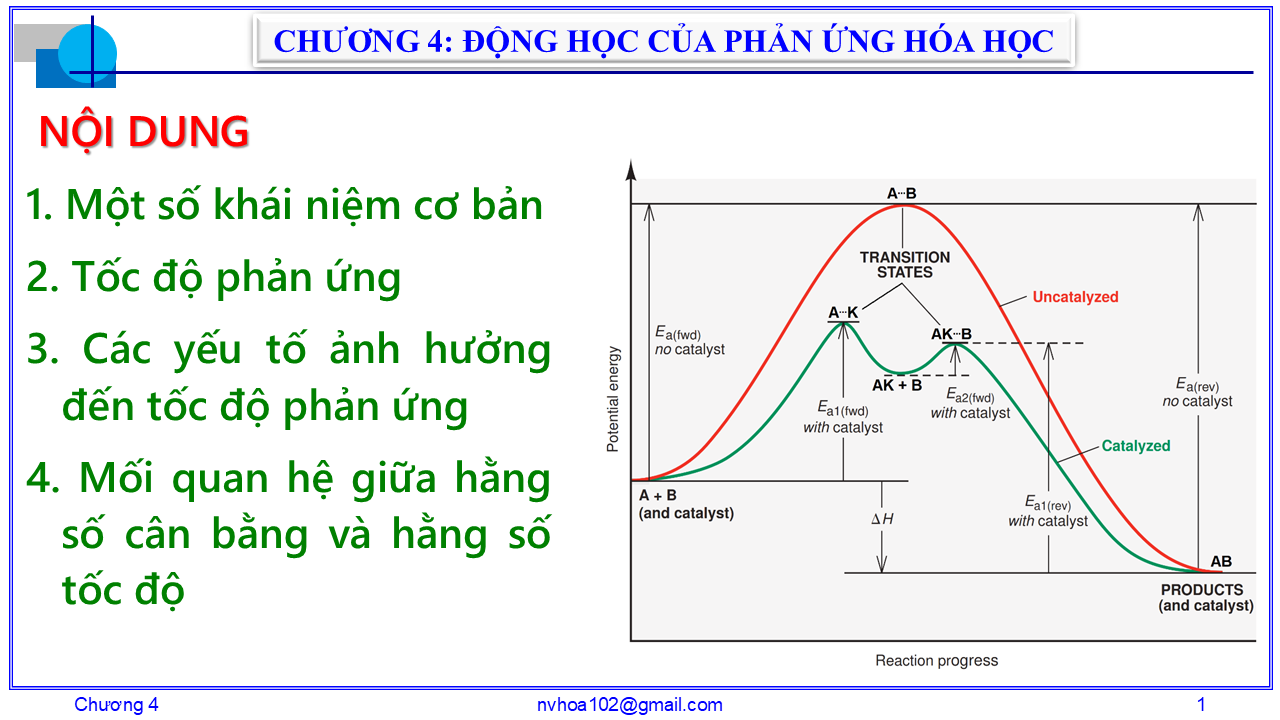 CHƯƠNG 4: ĐỘNG HỌC CỦA PHẢN ỨNG HÓA HỌC
NỘI DUNG
1. Một số khái niệm cơ bản
2. Tốc độ phản ứng
3. Các yếu tố ảnh hưởng
đến tốc độ phản ứng
4. Mối quan hệ giữa hằng
số cân bằng và hằng số
tốc độ
A···B
TRANSITION
STATES
Uncatalyzed
A···K
AK···B
Ea(fwd)
no catalyst
AK + B
Ea1(fwd)
with catalyst
Ea2(fwd)
with catalyst
Ea(rev)
no catalyst
Catalyzed
Potential energy
A + B
(and catalyst)
ΔH
Ea1(rev)
with catalyst
AB
PRODUCTS
(and catalyst)
Reaction progress
Chương 4
nvhoa102@gmail.com
1